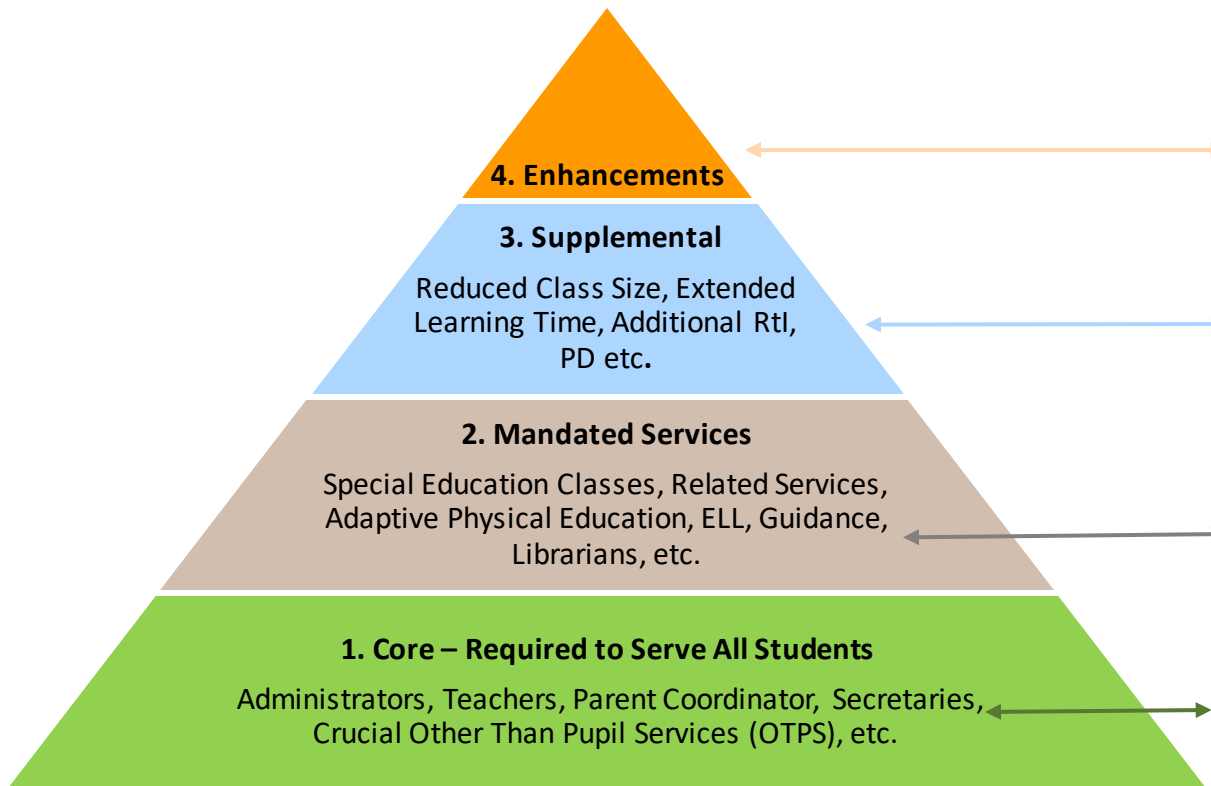 4. Enhancements
3. Supplemental
Reduced Class Size, Extended
Learning Time, Additional RtI,
PD etc.
2. Mandated Services
Special Education Classes, Related Services,
Adaptive Physical Education, ELL, Guidance,
Librarians, etc.
1. Core – Required to Serve All Students
Administrators, Teachers, Parent Coordinator, Secretaries,
Crucial Other Than Pupil Services (OTPS), etc.